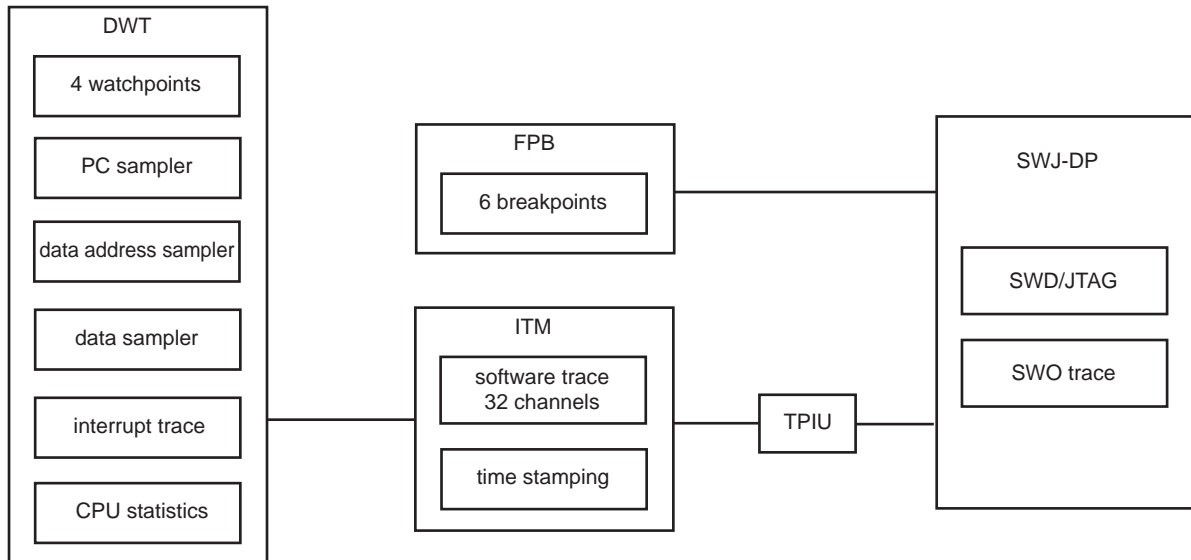 DWT
4 watchpoints
PC sampler
data address sampler
data sampler
interrupt trace
CPU statistics
FPB
6 breakpoints
ITM
software trace
32 channels
time stamping
TPIU
SWJ-DP
SWD/JTAG
SWO trace